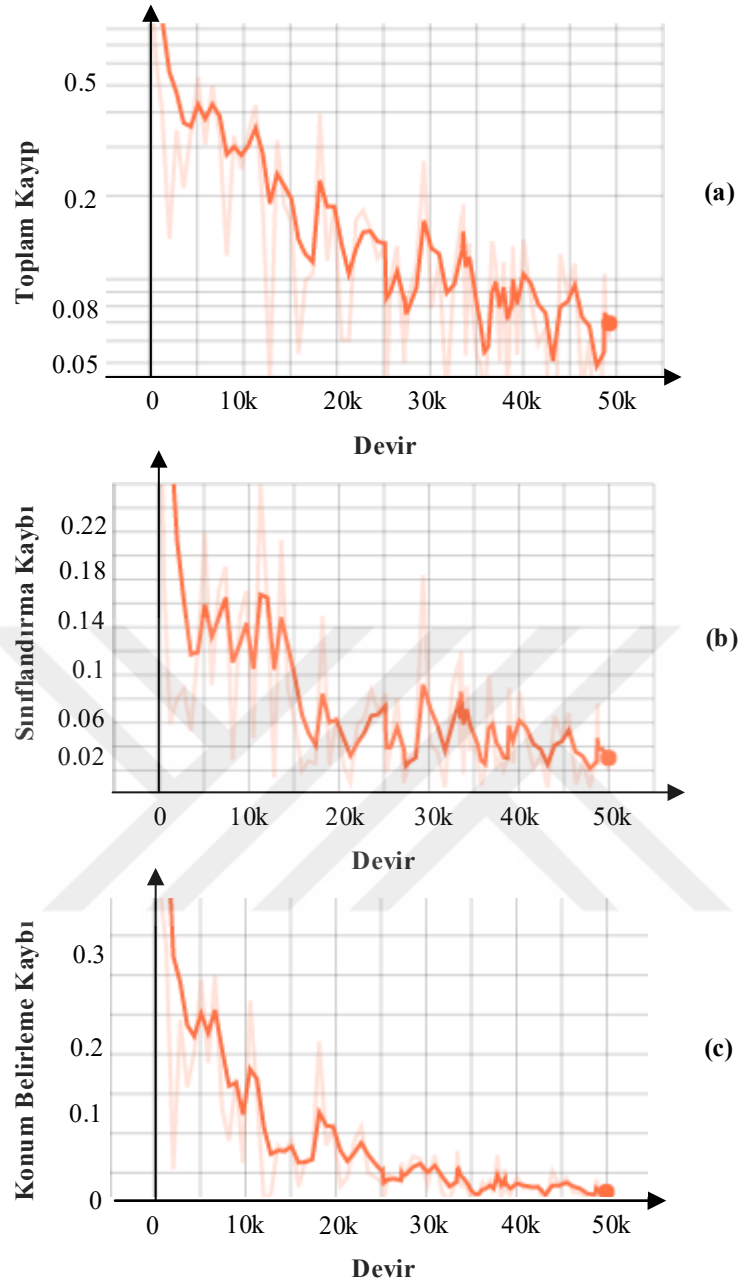 Toplam Kayıp
0.5
0.2
0.08
0.05
0 10k 20k 30k 40k 50k
Devir
(a)
Sınıflandırma Kaybı
0.22
0.18
0.14
0.1
0.06
0.02
0 10k 20k 30k 40k 50k
Devir
(b)
Konum Belirleme Kaybı
0.3
0.2
0.1
0
0 10k 20k 30k 40k 50k
Devir
(c)